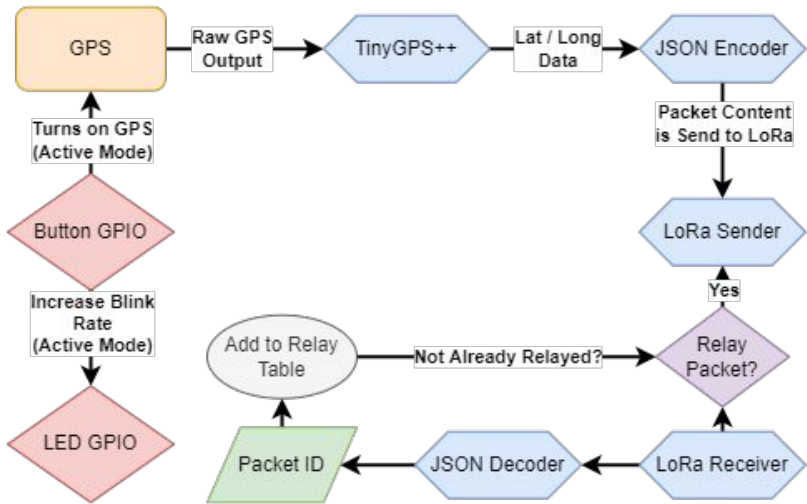 GPS
Raw GPS
Output
TinyGPS++
Lat / Long
Data
JSON Encoder
Turns on GPS
(Active Mode)
Packet Content
is Send to LoRa
Button GPIO
LoRa Sender
Increase Blink
Rate
(Active Mode)
Yes
Add to Relay
Table
Not Already Relayed?
Relay
Packet?
LED GPIO
Packet ID
JSON Decoder
LoRa Receiver